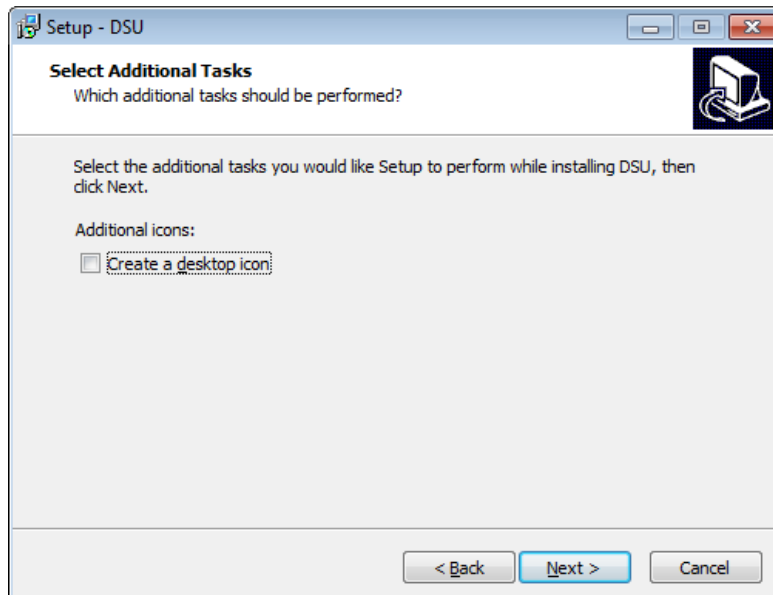 Setup - DSU
Select Additional Tasks
Which additional tasks should be performed?
Select the additional tasks you would like Setup to perform while installing DSU, then
click Next.
Additional icons:
Create a desktop icon
< Back
Next >
Cancel